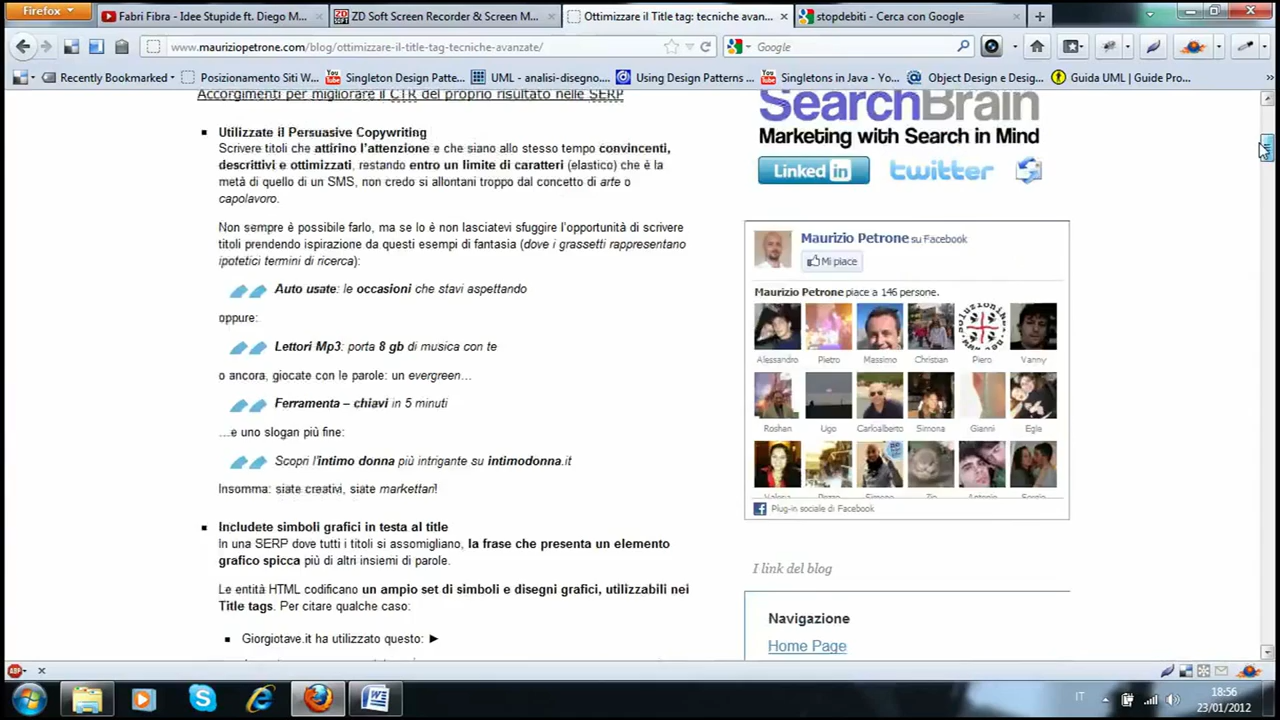 Firefox
Fabri Fibra - Idee Stupide ft. Diego M...
ZD Soft Screen Recorder & Screen M...
Ottimizzare il Title tag: tecniche avan...
stopdebiti - Cerca con Google
www.mauriziopetrone.com/blog/ottimizzare-il-title-tag-tecniche-avanzate/
Google
Recently Bookmarked
Posizionamento Siti W...
Singleton Design Patte...
UML - analisi-disegno....
Using Design Patterns ...
Singletons in Java - Yo...
Object Design e Desig...
Guida UML | Guide Pro...
Accorgimenti per migliorare il CTR del proprio risultato nelle SERP
Utilizzate il Persuasive Copywriting
Scrivere titoli che attirino l'attenzione e che siano allo stesso tempo convincenti,
descrittivi e ottimizzati, restando entro un limite di caratteri (elastico) che è la
metà di quello di un SMS, non credo si allontani troppo dal concetto di arte o
capolavoro.
Non sempre è possibile farlo, ma se lo è non lasciatevi sfuggire l'opportunità di scrivere
titoli prendendo ispirazione da questi esempi di fantasia (dove i grassetti rappresentano
ipotetici termini di ricerca):
Auto usate: le occasioni che stavi aspettando
oppure:
Lettori Mp3: porta 8 gb di musica con te
o ancora, giocate con le parole: un evergreen...
Ferramenta – chiavi in 5 minuti
...e uno slogan più fine:
Scopri l'intimo donna più intrigante su intimodonna.it
Insomma: siate creativi, siate markettari!
Includete simboli grafici in testa al title
In una SERP dove tutti i titoli si assomigliano, la frase che presenta un elemento
grafico spicca più di altri insiemi di parole.
Le entità HTML codificano un ampio set di simboli e disegni grafici, utilizzabili nei
Title tags. Per citare qualche caso:
Giorgiotave.it ha utilizzato questo: ►
SearchBrain
Marketing with Search in Mind
Linked in
twitter
Maurizio Petrone su Facebook
Mi piace
Maurizio Petrone piace a 146 persone.
Alessandro Pietro Massimo Christian Piero Vanny
Roshan Ugo Carloalberto Simona Gianni Egle
Plug-in sociale di Facebook
I link del blog
Navigazione
Home Page
ABP
IT
18:56
23/01/2012